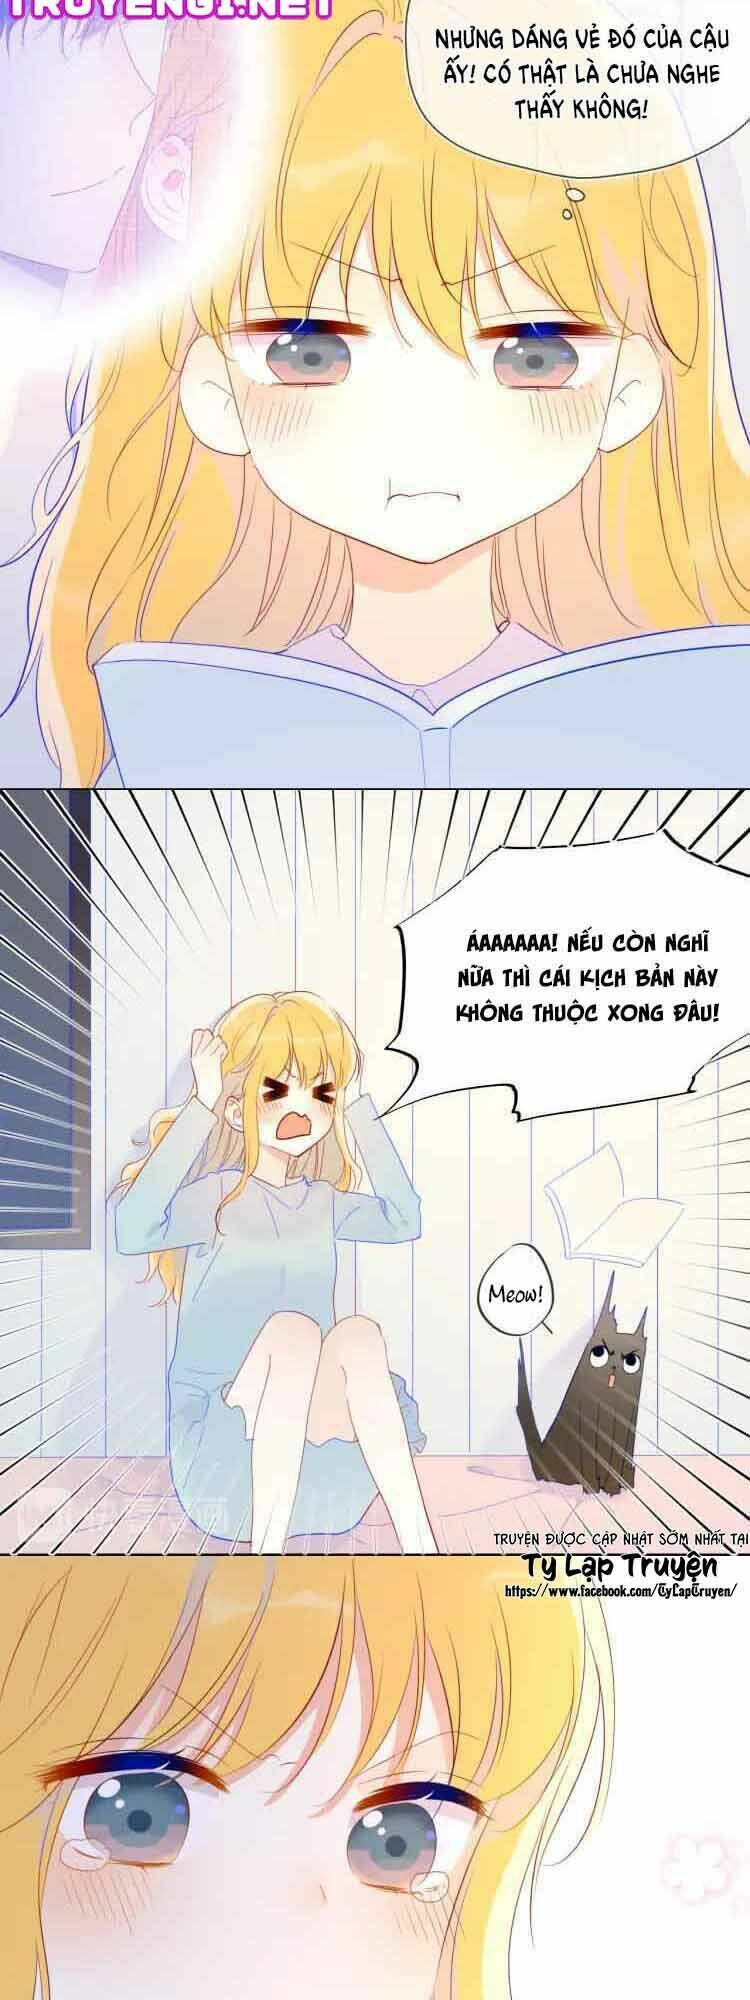 TRUYENGI.NET
NHƯNG DÁNG VẺ ĐÓ CỦA CẬU
ẤY! CÓ THẬT LÀ CHƯA NGHE
THẤY KHÔNG!
ÁAAAAAA! NẾU CÒN NGHĨ
NỮA THÌ CÁI KỊCH BẢN NÀY
KHÔNG THUỘC XONG ĐÂU!
Meow!
TRUYỆN ĐƯỢC CẬP NHẬT SỚM NHẤT TẠI
Ty Lạp Truyện
https://www.facebook.com/TyLapTruyen/